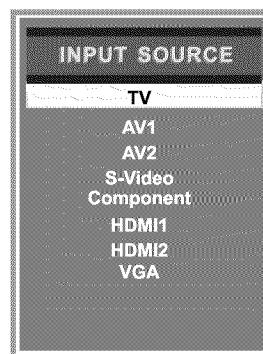 INPUT SOURCE
TV
AV1
AV2
S-Video
Component
HDMI1
HDMI2
VGA